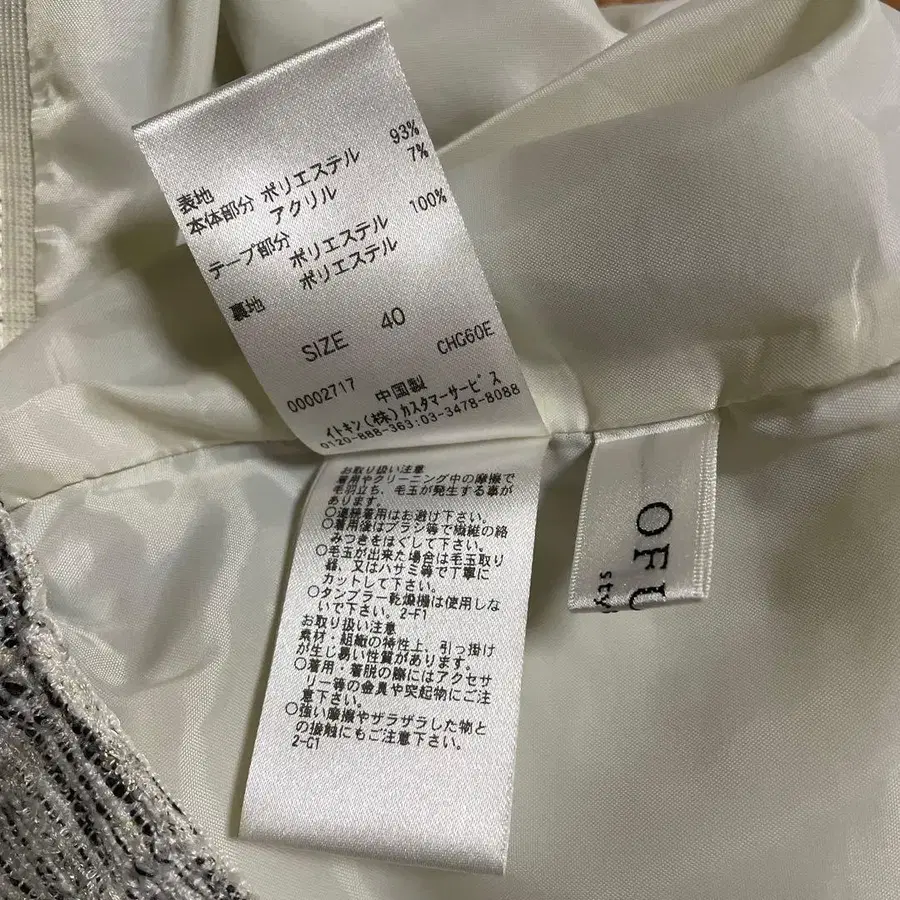 表地
本体部分 ポリエステル 93%
アクリル 7%
テープ部分
ポリエステル 100%
裏地 ポリエステル
SIZE 40
CHG60E
00002717 中国製
イトキン(株)カスタマーサービス
0120-888-363:03-3478-8088
お取り扱い注意
着用やクリーニング中の摩擦で
毛羽立ち、毛玉が発生する事が
あります。
○連続着用はお避け下さい。
○着用後はブラシ等で繊維の絡
みつきをほぐして下さい。
○毛玉が出来た場合は毛玉取り
器、又はハサミ等で丁寧に
カットして下さい。
○タンブラー乾燥機は使用しな
いで下さい。2-F1
お取り扱い注意
素材・組織の特性上、引っ掛け
が生じ易い性質があります。
○着用・着脱の際にはアクセサ
リー等の金具や突起物にご注
意下さい。
○強い摩擦やザラザラした物と
の接触にもご注意下さい。
2-G1
OFU
sty